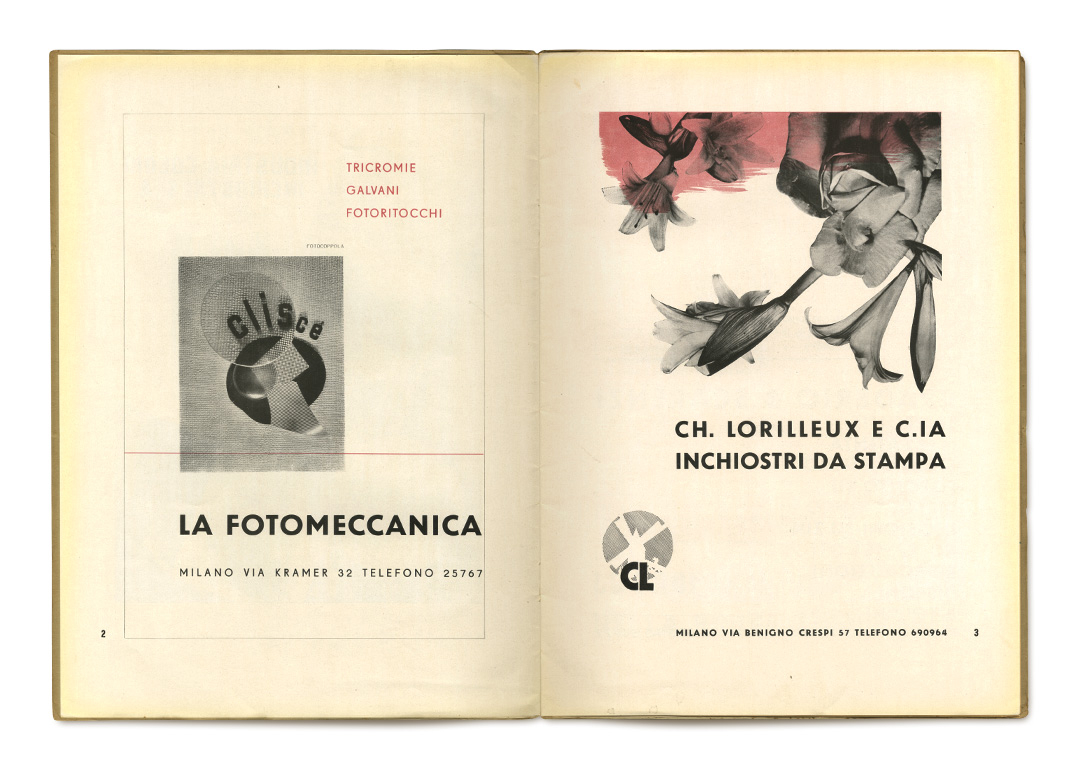 TRICROMIE
GALVANI
FOTORITOCCHI
FOTOCOPPOLA
cliscé
LA FOTOMECCANICA
MILANO VIA KRAMER 32 TELEFONO 25767
2
CH. LORILLEUX E C.IA
INCHIOSTRI DA STAMPA
CL
MILANO VIA BENIGNO CRESPI 57 TELEFONO 690964
3